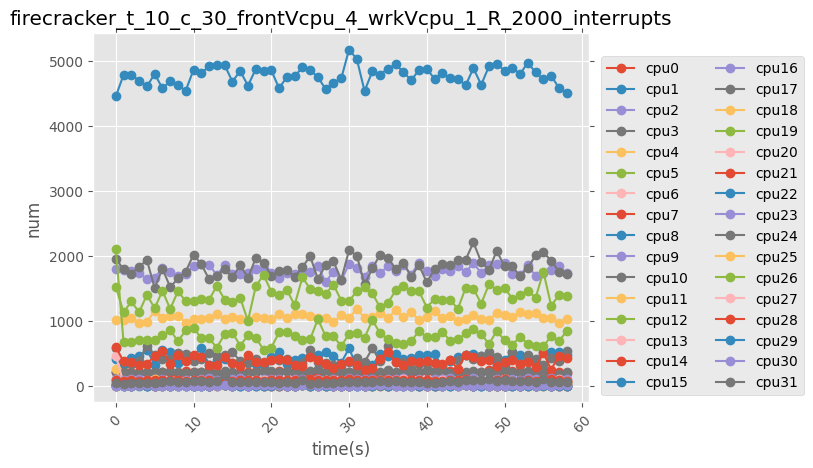 firecracker_t_10_c_30_frontVcpu_4_wrkVcpu_1_R_2000_interrupts
num
5000
4000
3000
2000
1000
0
0
10
20
30
40
50
60
time(s)
cpu0
cpu1
cpu2
cpu3
cpu4
cpu5
cpu6
cpu7
cpu8
cpu9
cpu10
cpu11
cpu12
cpu13
cpu14
cpu15
cpu16
cpu17
cpu18
cpu19
cpu20
cpu21
cpu22
cpu23
cpu24
cpu25
cpu26
cpu27
cpu28
cpu29
cpu30
cpu31